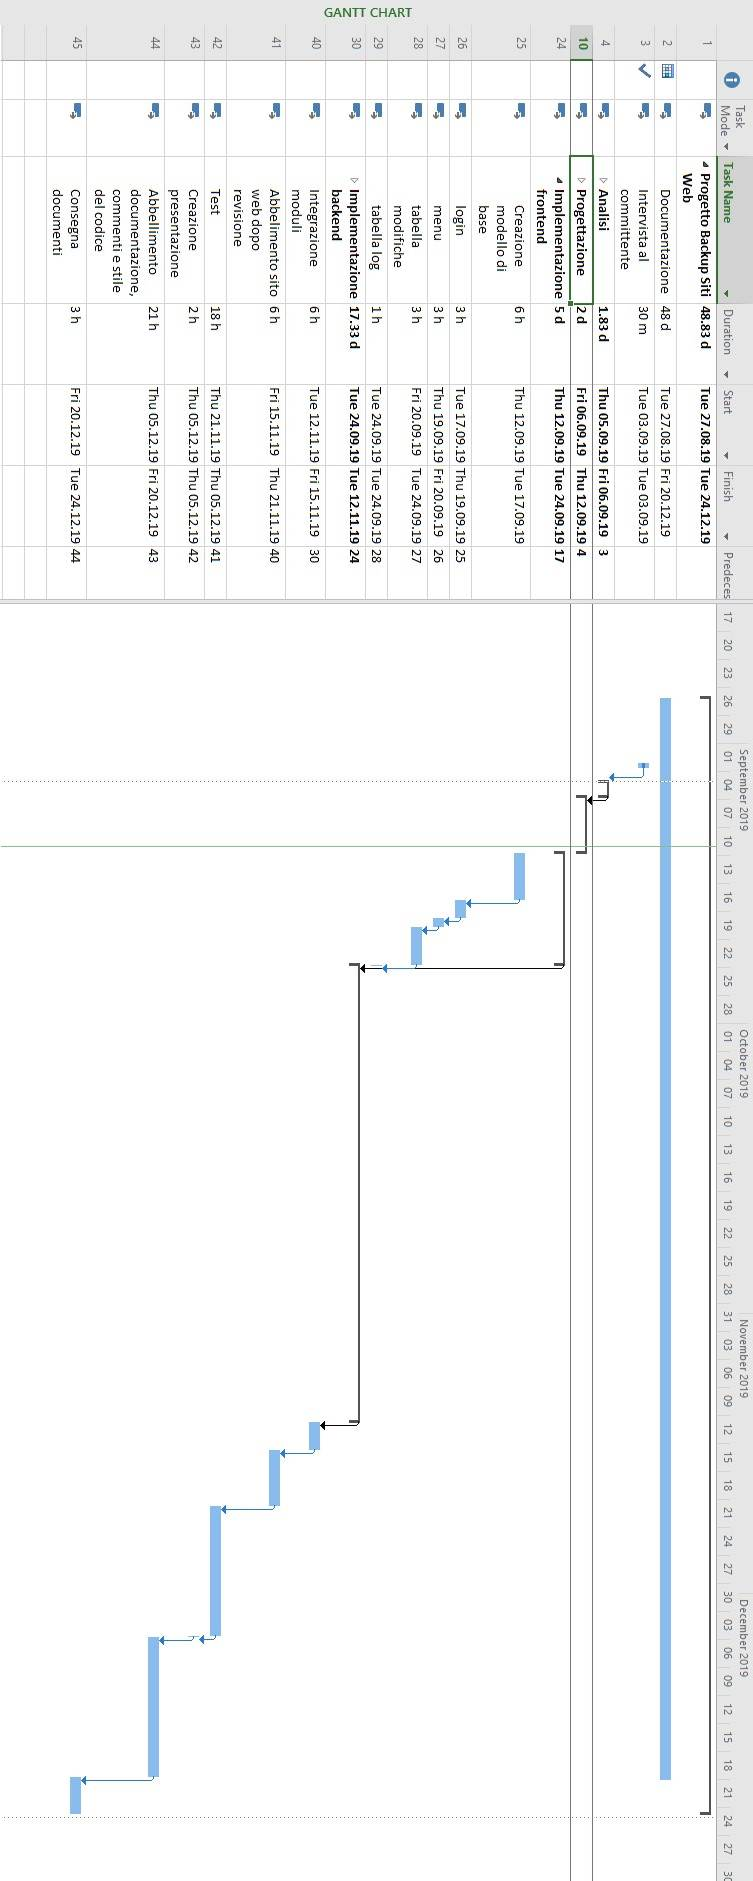 GANTT CHART
Task
Mode
Task Name
Duration
Start
Finish
Predeces
1
Progetto Backup Siti
Web
48.83 d
Tue 27.08.19
Tue 24.12.19
2
Documentazione
48 d
Tue 27.08.19
Fri 20.12.19
3
Intervista al
committente
30 m
Tue 03.09.19
Tue 03.09.19
4
Analisi
1.83 d
Thu 05.09.19
Fri 06.09.19
3
10
Progettazione
2 d
Fri 06.09.19
Thu 12.09.19
4
24
Implementazione
frontend
5 d
Thu 12.09.19
Tue 24.09.19
17
25
Creazione
modello di
base
6 h
Thu 12.09.19
Tue 17.09.19
26
login
3 h
Tue 17.09.19
Thu 19.09.19
25
27
menu
3 h
Thu 19.09.19
Fri 20.09.19
26
28
tabella
modifiche
3 h
Fri 20.09.19
Tue 24.09.19
27
29
tabella log
1 h
Tue 24.09.19
Tue 24.09.19
28
30
Implementazione
backend
17.33 d
Tue 24.09.19
Tue 12.11.19
24
40
Integrazione
moduli
6 h
Tue 12.11.19
Fri 15.11.19
30
41
Abbelimento sito
web dopo
revisione
6 h
Fri 15.11.19
Thu 21.11.19
40
42
Test
18 h
Thu 21.11.19
Thu 05.12.19
41
43
Creazione
presentazione
2 h
Thu 05.12.19
Thu 05.12.19
42
44
Abbellimento
documentazione,
commenti e stile
del codice
21 h
Thu 05.12.19
Fri 20.12.19
43
45
Consegna
documenti
3 h
Fri 20.12.19
Tue 24.12.19
44
September 2019
October 2019
November 2019
December 2019
17 20 23 26 29 01 04 07 10 13 16 19 22 25 28 01 04 07 10 13 16 19 22 25 28 31 03 06 09 12 15 18 21 24 27 30 03 06 09 12 15 18 21 24 27 30